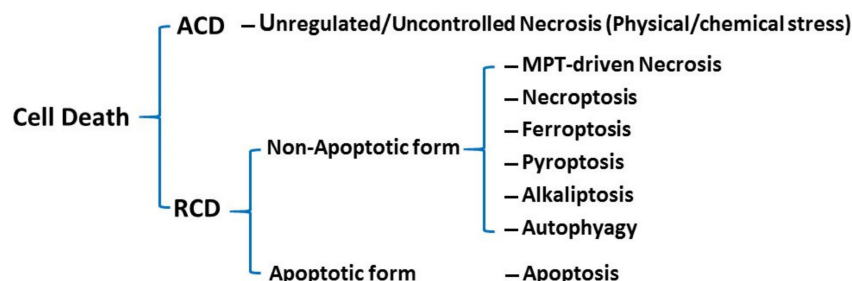 ACD – Unregulated/Uncontrolled Necrosis (Physical/chemical stress)
– MPT-driven Necrosis
– Necroptosis
Cell Death
– Ferroptosis
Non-Apoptotic form
– Pyroptosis
– Alkaliptosis
RCD
– Autophyagy
Apoptotic form – Apoptosis